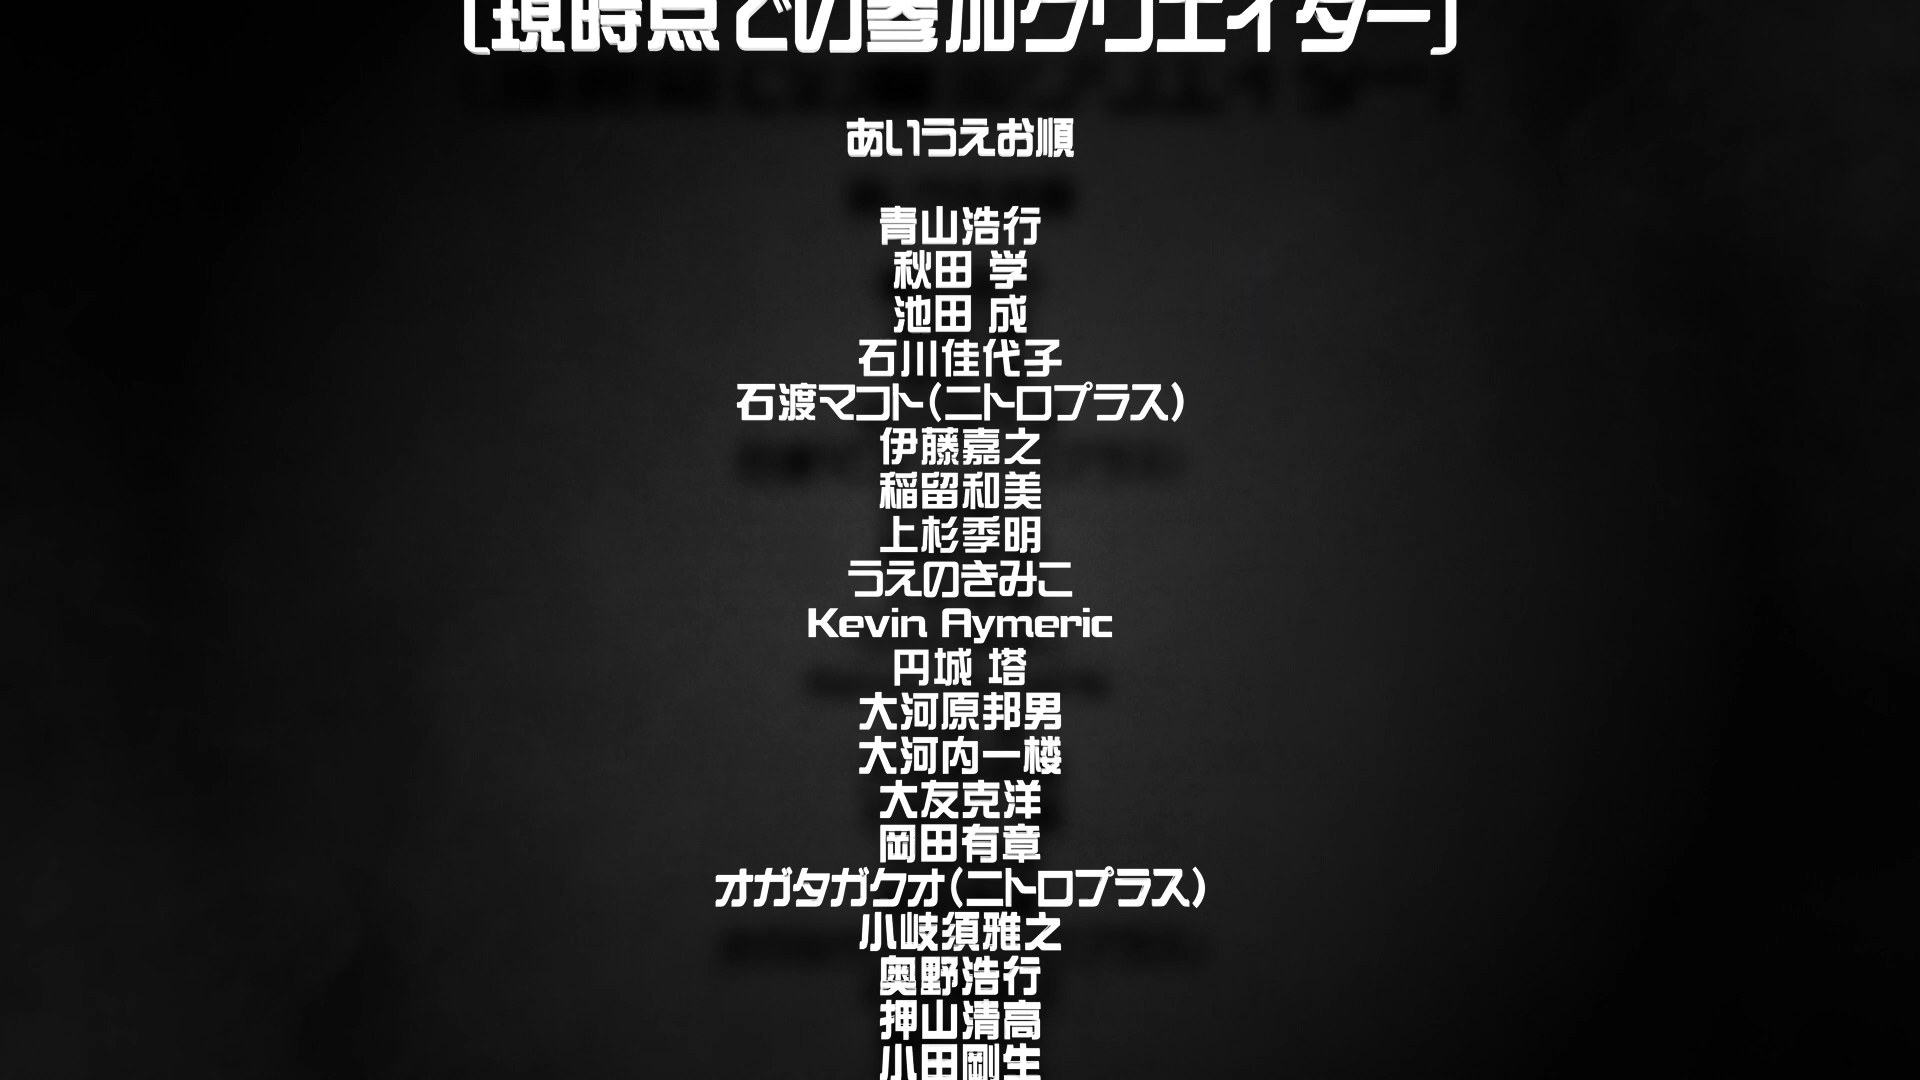 [現時点での参加クリエイター]
あいうえお順
青山浩行
秋田 学
池田 成
石川佳代子
石渡マコト(ニトロプラス)
伊藤嘉之
稲留和美
上杉季明
うえのきみこ
Kevin Aymeric
円城 塔
大河原邦男
大河内一楼
大友克洋
岡田有章
オガタガクオ(ニトロプラス)
小岐須雅之
奥野浩行
押山清高
小田剛生